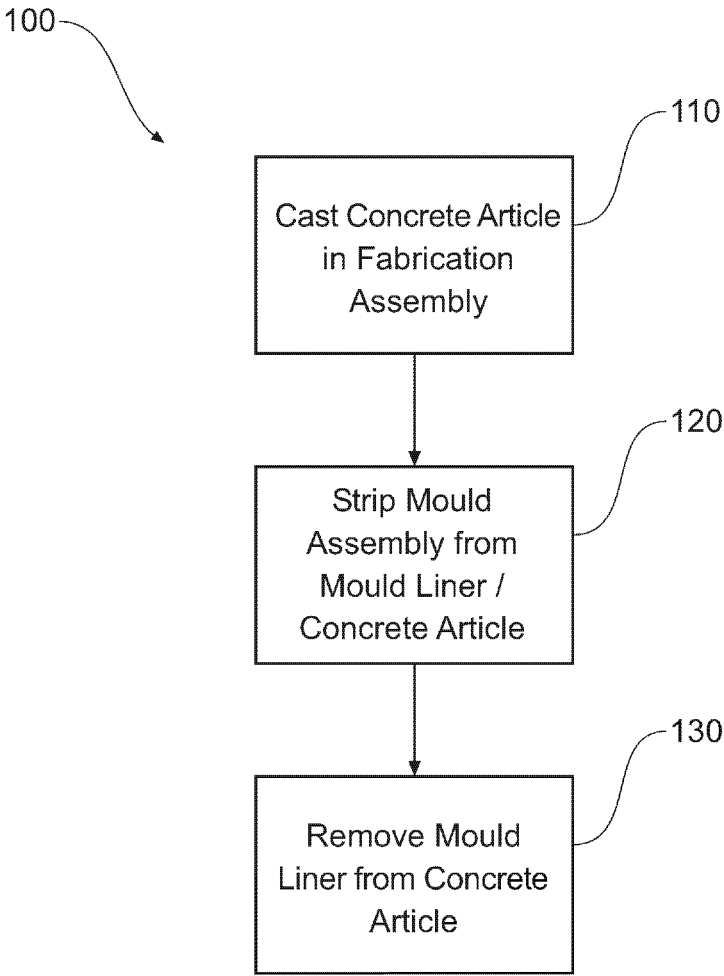 100
110
Cast Concrete Article
in Fabrication
Assembly
120
Strip Mould
Assembly from
Mould Liner /
Concrete Article
130
Remove Mould
Liner from Concrete
Article